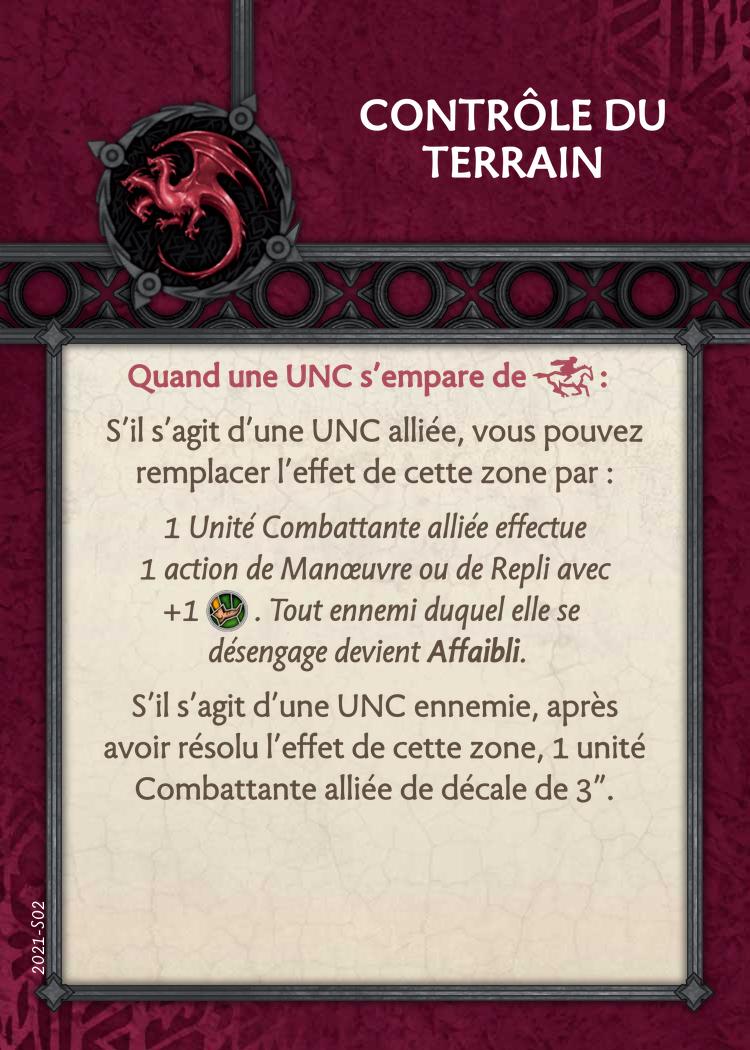 CONTRÔLE DU
TERRAIN
Quand une UNC s’empare de :
S’il s’agit d’une UNC alliée, vous pouvez
remplacer l’effet de cette zone par :
1 Unité Combattante alliée effectue
1 action de Manœuvre ou de Repli avec
+1 . Tout ennemi duquel elle se
désengage devient Affaibli.
S’il s’agit d’une UNC ennemie, après
avoir résolu l’effet de cette zone, 1 unité
Combattante alliée de décale de 3”.
2021-S02